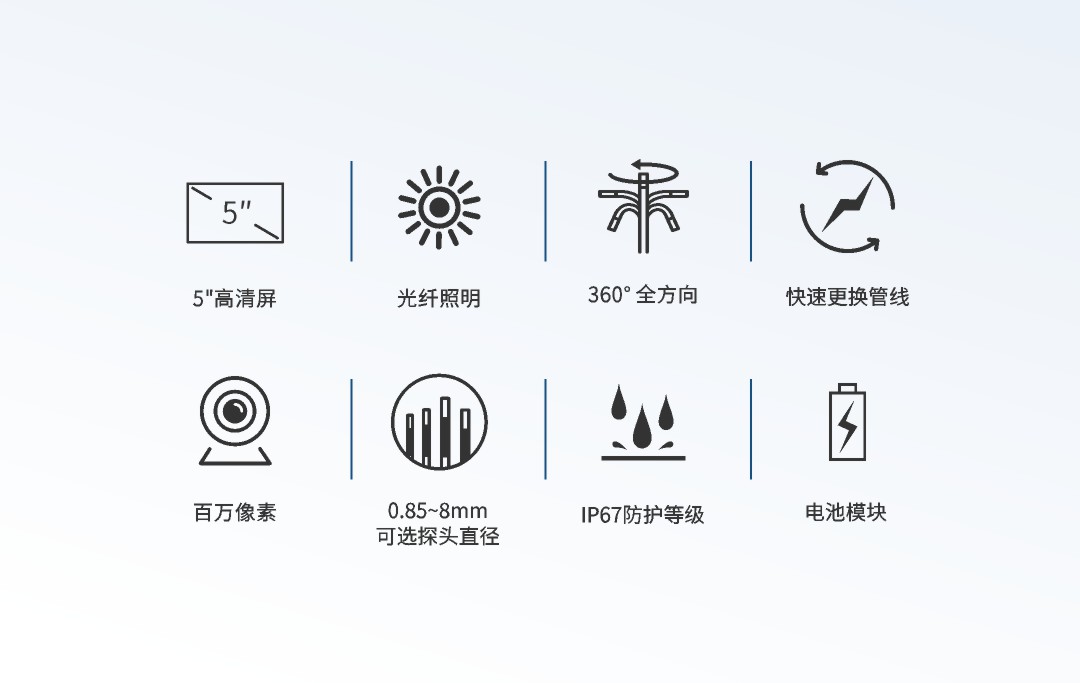 5"
5"高清屏
光纤照明
360° 全方向
快速更换管线
百万像素
0.85~8mm
可选探头直径
IP67防护等级
电池模块